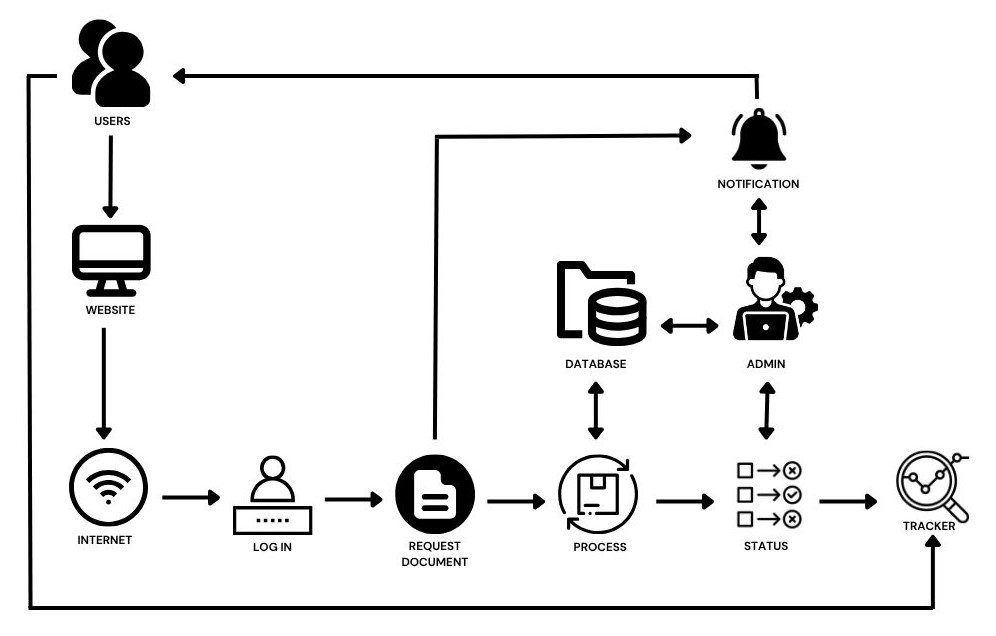 USERS
NOTIFICATION
WEBSITE
DATABASE
ADMIN
INTERNET
LOG IN
REQUEST
DOCUMENT
PROCESS
STATUS
TRACKER